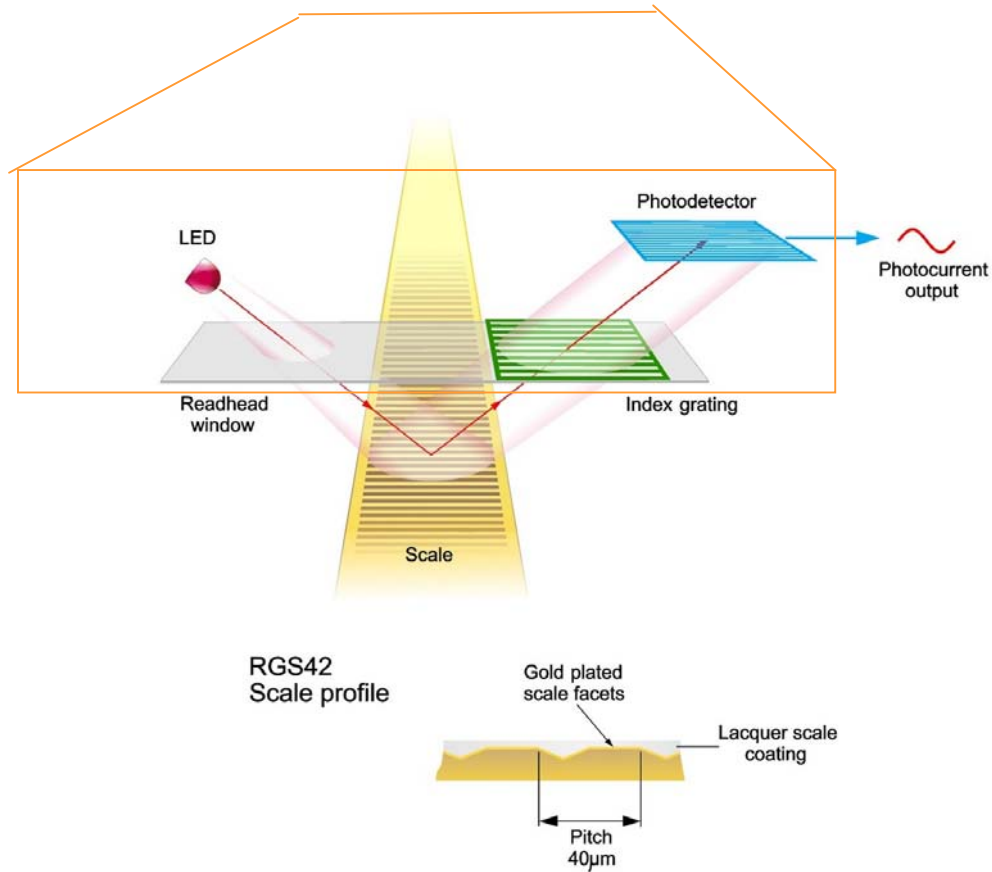 Photodetector
LED
Photocurrent
output
Readhead
window
Index grating
Scale
RGS42
Scale profile
Gold plated
scale facets
Lacquer scale
coating
Pitch
40µm